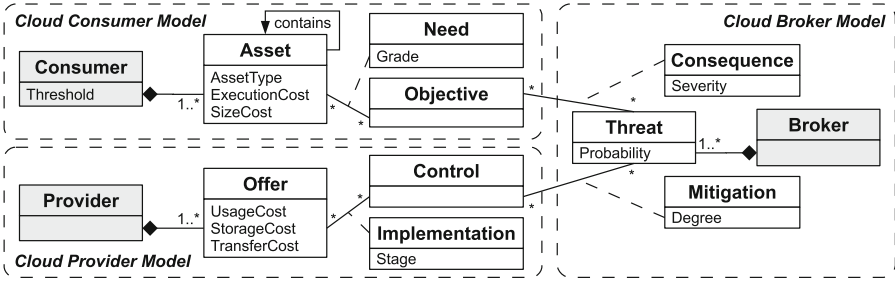 Cloud Consumer Model
contains
Consumer
Threshold
1..*
Asset
AssetType
ExecutionCost
SizeCost
*
*
Need
Grade
Objective
*
Cloud Provider Model
Provider
1..*
Offer
UsageCost
StorageCost
TransferCost
*
*
Control
*
Implementation
Stage
Cloud Broker Model
Consequence
Severity
*
Threat
Probability
*
1..*
Broker
Mitigation
Degree